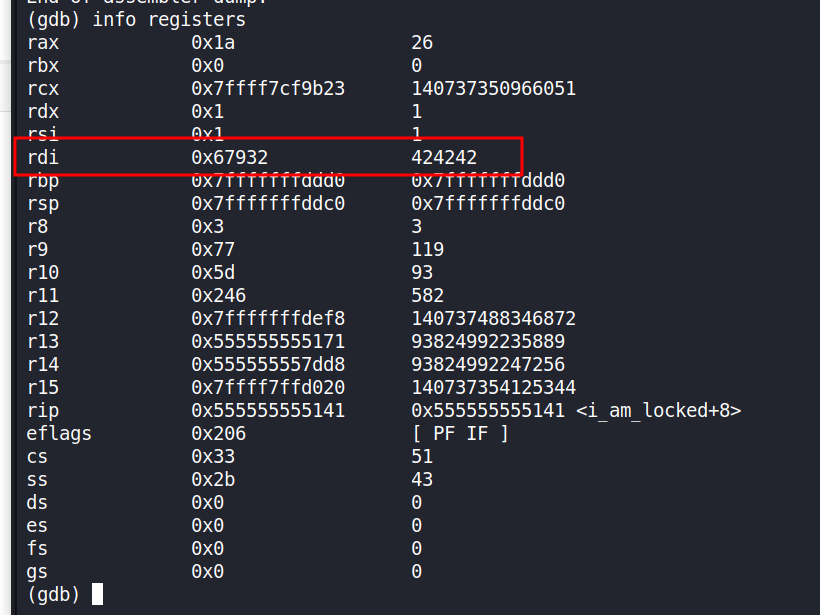 End of assembler dump.
(gdb) info registers
rax            0x1a                26
rbx            0x0                 0
rcx            0x7ffff7cf9b23      140737350966051
rdx            0x1                 1
rsi            0x1                 1
rdi            0x67932             424242
rbp            0x7fffffffddd0      0x7fffffffddd0
rsp            0x7fffffffddc0      0x7fffffffddc0
r8             0x3                 3
r9             0x77                119
r10            0x5d                93
r11            0x246               582
r12            0x7fffffffdef8      140737488346872
r13            0x555555555171      93824992235889
r14            0x555555557dd8      93824992247256
r15            0x7ffff7ffd020      140737354125344
rip            0x555555555141      0x555555555141 <i_am_locked+8>
eflags         0x206               [ PF IF ]
cs             0x33                51
ss             0x2b                43
ds             0x0                 0
es             0x0                 0
fs             0x0                 0
gs             0x0                 0
(gdb)